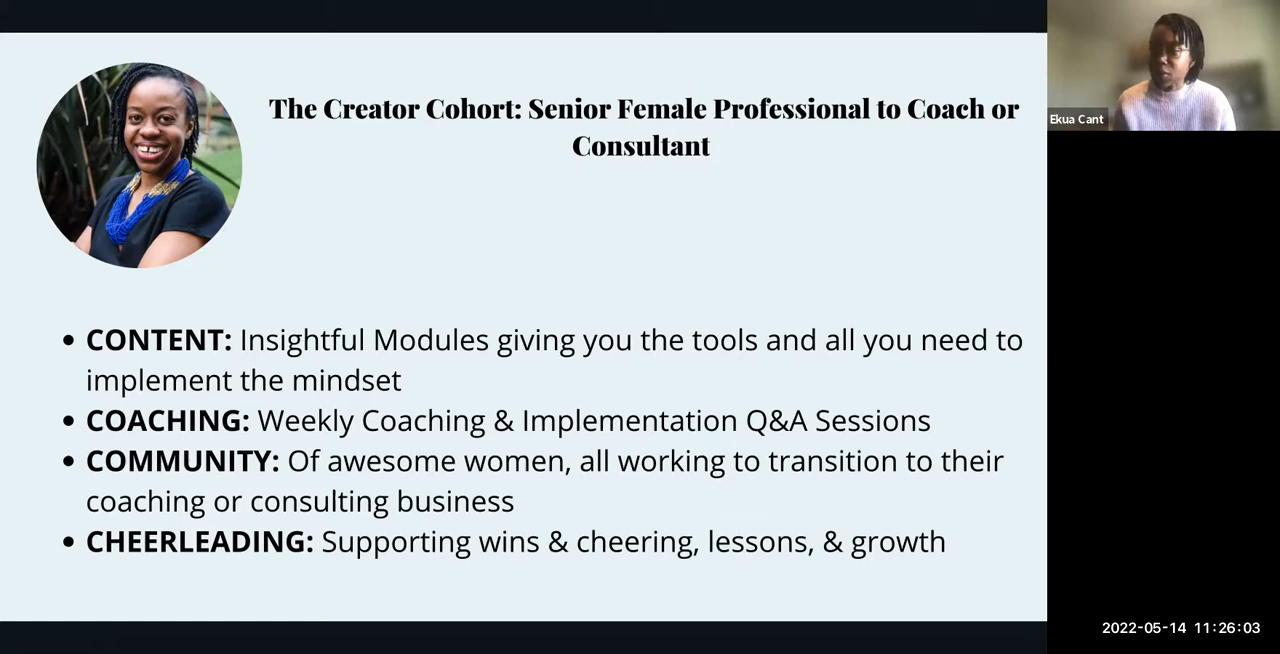 The Creator Cohort: Senior Female Professional to Coach or
Consultant
Ekua Cant
• CONTENT: Insightful Modules giving you the tools and all you need to
implement the mindset
• COACHING: Weekly Coaching & Implementation Q&A Sessions
• COMMUNITY: Of awesome women, all working to transition to their
coaching or consulting business
• CHEERLEADING: Supporting wins & cheering, lessons, & growth
2022-05-14 11:26:03